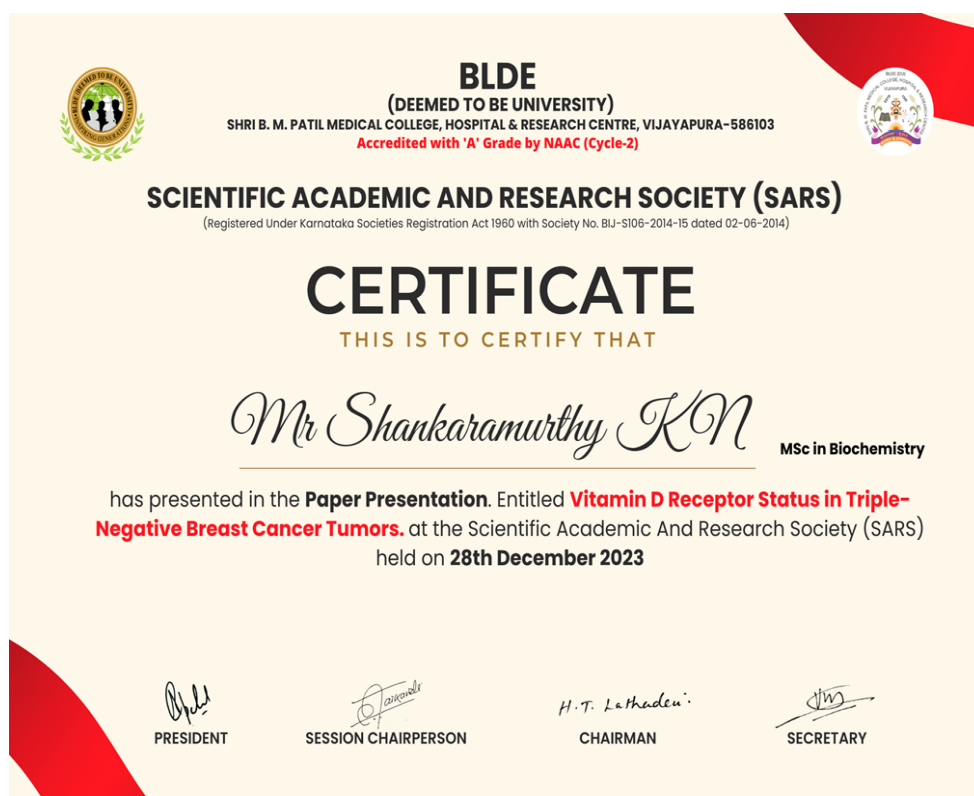 BLDE
(DEEMED TO BE UNIVERSITY)
SHRI B. M. PATIL MEDICAL COLLEGE, HOSPITAL & RESEARCH CENTRE, VIJAYAPURA-586103
Accredited with 'A' Grade by NAAC (Cycle-2)
SCIENTIFIC ACADEMIC AND RESEARCH SOCIETY (SARS)
(Registered Under Karnataka Societies Registration Act 1960 with Society No. BIJ-S106-2014-15 dated 02-06-2014)
CERTIFICATE
THIS IS TO CERTIFY THAT
Mr Shankaramurthy KN
MSc in Biochemistry
has presented in the Paper Presentation. Entitled Vitamin D Receptor Status in Triple-
Negative Breast Cancer Tumors. at the Scientific Academic And Research Society (SARS)
held on 28th December 2023
H.T. Lathadevi
PRESIDENT
SESSION CHAIRPERSON
CHAIRMAN
SECRETARY